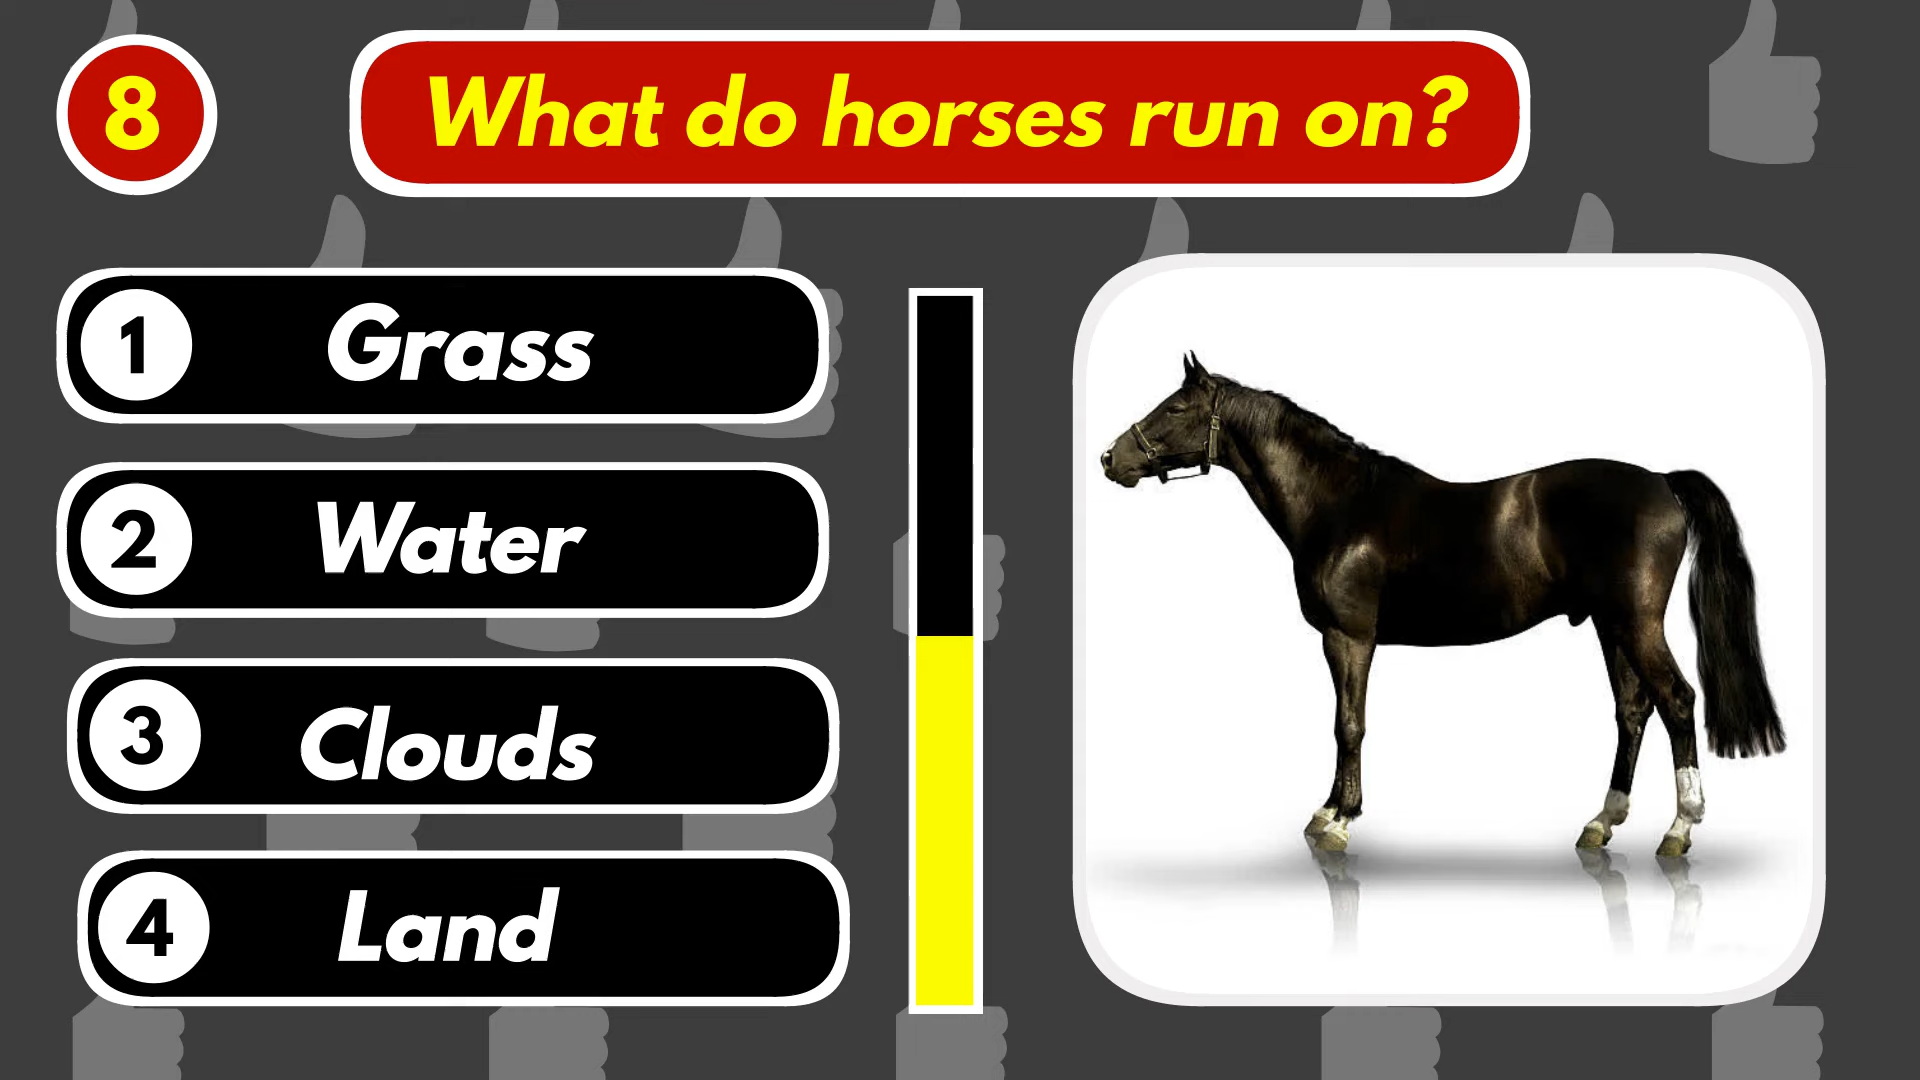 8
What do horses run on?
1 Grass
2 Water
3 Clouds
4 Land